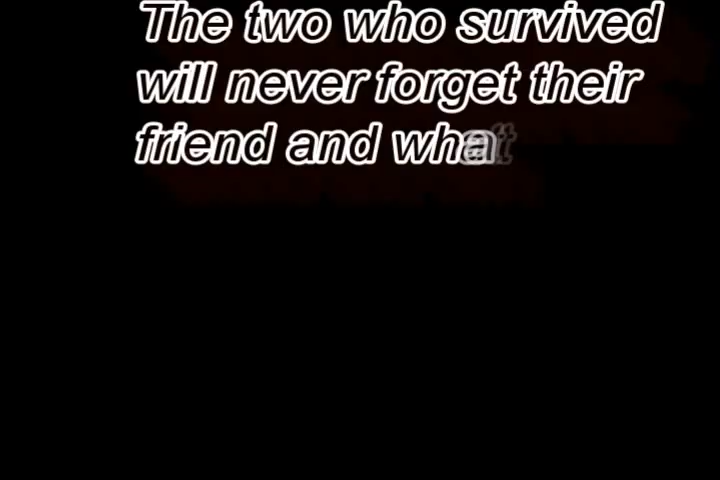 The two who survived
will never forget their
friend and what